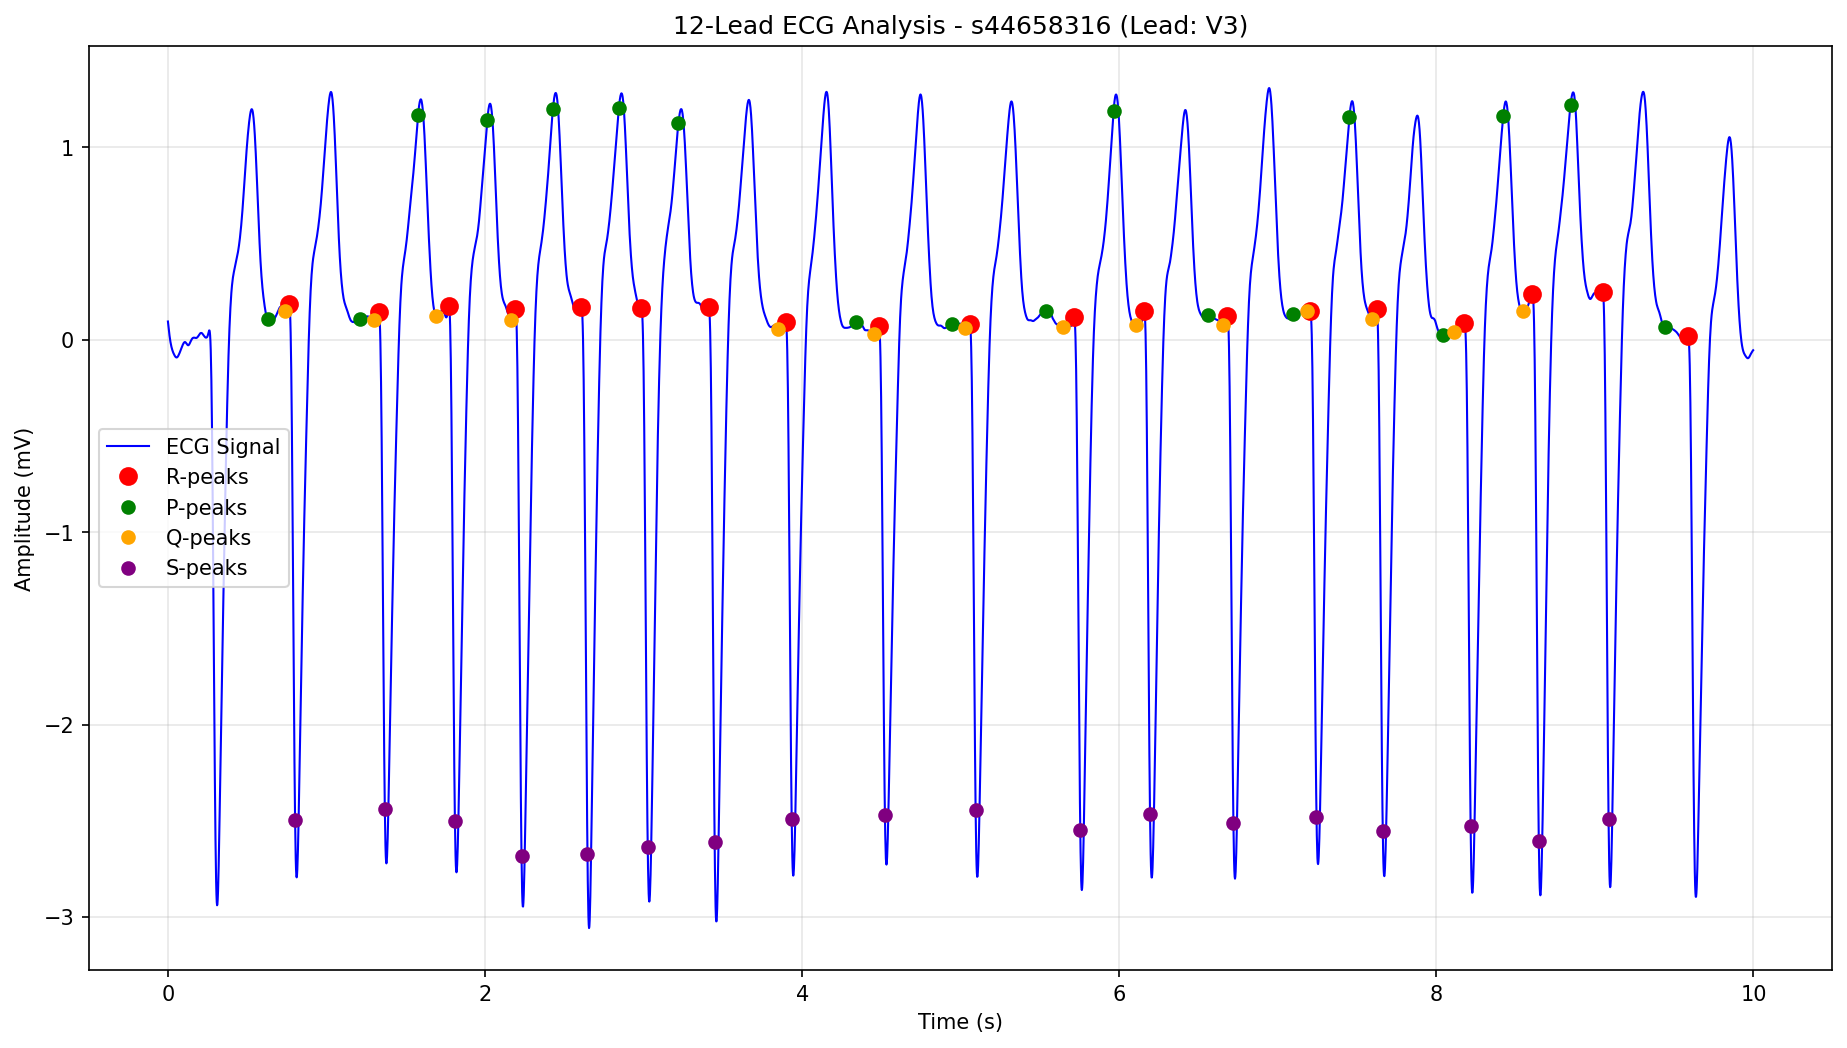 12-Lead ECG Analysis - s44658316 (Lead: V3)
Amplitude (mV)
1
0
−1
−2
−3
ECG Signal
R-peaks
P-peaks
Q-peaks
S-peaks
0 2 4 6 8 10
Time (s)